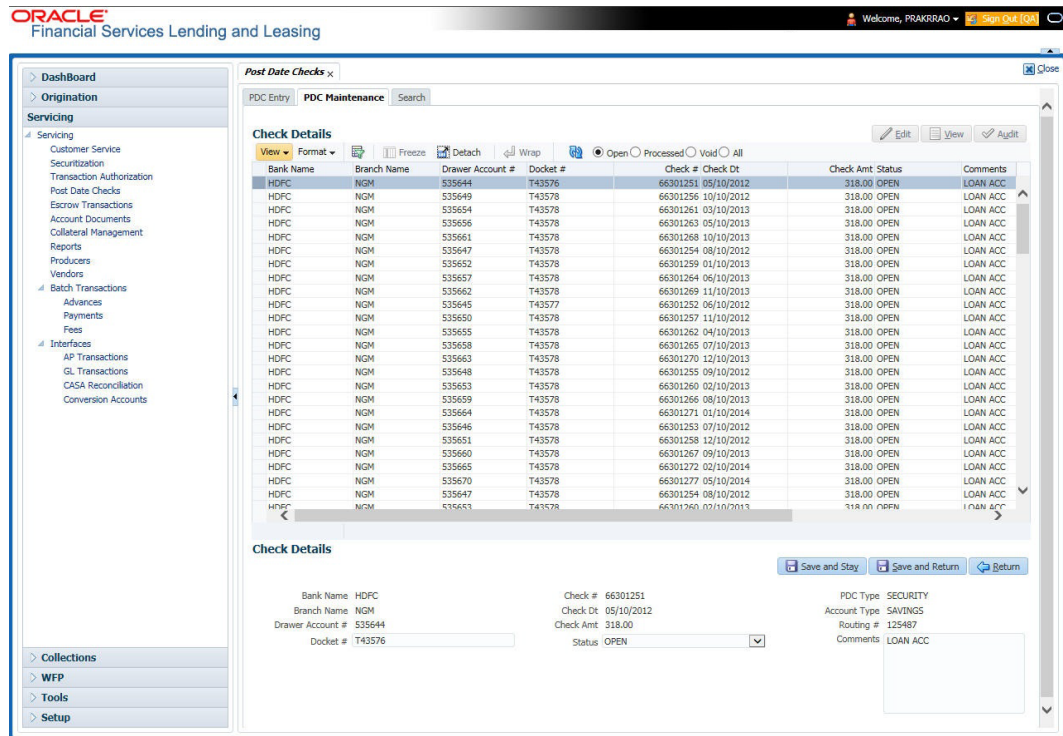 ORACLE
Financial Services Lending and Leasing
Welcome, PRAKRRAO
Sign Out [QA]
DashBoard
Origination
Servicing
Servicing
Customer Service
Securitization
Transaction Authorization
Post Date Checks
Escrow Transactions
Account Documents
Collateral Management
Reports
Producers
Vendors
Batch Transactions
Advances
Payments
Fees
Interfaces
AP Transactions
GL Transactions
CASA Reconciliation
Conversion Accounts
Collections
WFP
Tools
Setup
Post Date Checks x
Close
PDC Entry PDC Maintenance Search
Check Details
Edit View Audit
View Format Freeze Detach Wrap Open Processed Void All
Bank Name Branch Name Drawer Account # Docket # Check # Check Dt Check Amt Status Comments
HDFC NGM 535644 T43576 66301251 05/10/2012 318.00 OPEN LOAN ACC
HDFC NGM 535649 T43578 66301256 10/10/2012 318.00 OPEN LOAN ACC
HDFC NGM 535654 T43578 66301261 03/10/2013 318.00 OPEN LOAN ACC
HDFC NGM 535656 T43578 66301263 05/10/2013 318.00 OPEN LOAN ACC
HDFC NGM 535661 T43578 66301268 10/10/2013 318.00 OPEN LOAN ACC
HDFC NGM 535647 T43578 66301254 08/10/2012 318.00 OPEN LOAN ACC
HDFC NGM 535652 T43578 66301259 01/10/2013 318.00 OPEN LOAN ACC
HDFC NGM 535657 T43578 66301264 06/10/2013 318.00 OPEN LOAN ACC
HDFC NGM 535662 T43578 66301269 11/10/2013 318.00 OPEN LOAN ACC
HDFC NGM 535645 T43577 66301252 06/10/2012 318.00 OPEN LOAN ACC
HDFC NGM 535650 T43578 66301257 11/10/2012 318.00 OPEN LOAN ACC
HDFC NGM 535655 T43578 66301262 04/10/2013 318.00 OPEN LOAN ACC
HDFC NGM 535658 T43578 66301265 07/10/2013 318.00 OPEN LOAN ACC
HDFC NGM 535663 T43578 66301270 12/10/2013 318.00 OPEN LOAN ACC
HDFC NGM 535648 T43578 66301255 09/10/2012 318.00 OPEN LOAN ACC
HDFC NGM 535653 T43578 66301260 02/10/2013 318.00 OPEN LOAN ACC
HDFC NGM 535659 T43578 66301266 08/10/2013 318.00 OPEN LOAN ACC
HDFC NGM 535664 T43578 66301271 01/10/2014 318.00 OPEN LOAN ACC
HDFC NGM 535646 T43578 66301253 07/10/2012 318.00 OPEN LOAN ACC
HDFC NGM 535651 T43578 66301258 12/10/2012 318.00 OPEN LOAN ACC
HDFC NGM 535660 T43578 66301267 09/10/2013 318.00 OPEN LOAN ACC
HDFC NGM 535665 T43578 66301272 02/10/2014 318.00 OPEN LOAN ACC
HDFC NGM 535670 T43578 66301277 05/10/2014 318.00 OPEN LOAN ACC
HDFC NGM 535647 T43578 66301254 08/10/2012 318.00 OPEN LOAN ACC
HDFC NGM 535653 T43578 66301260 02/10/2013 318.00 OPEN LOAN ACC
Check Details
Save and Stay Save and Return Return
Bank Name HDFC Check # 66301251 PDC Type SECURITY
Branch Name NGM Check Dt 05/10/2012 Account Type SAVINGS
Drawer Account # 535644 Check Amt 318.00 Routing # 125487
Docket # T43576 Status OPEN Comments LOAN ACC